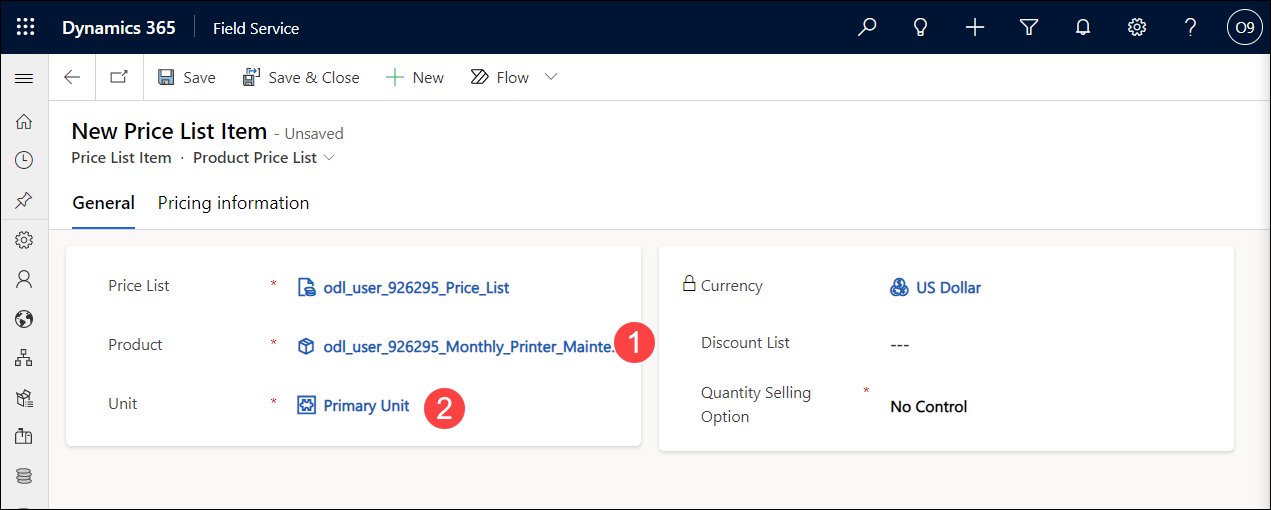 Dynamics 365 Field Service O9
Save Save & Close New Flow
New Price List Item - Unsaved
Price List Item · Product Price List
General Pricing information
Price List * odl_user_926295_Price_List
Product * odl_user_926295_Monthly_Printer_Mainte... 1
Unit * Primary Unit 2
Currency US Dollar
Discount List ---
Quantity Selling
Option * No Control